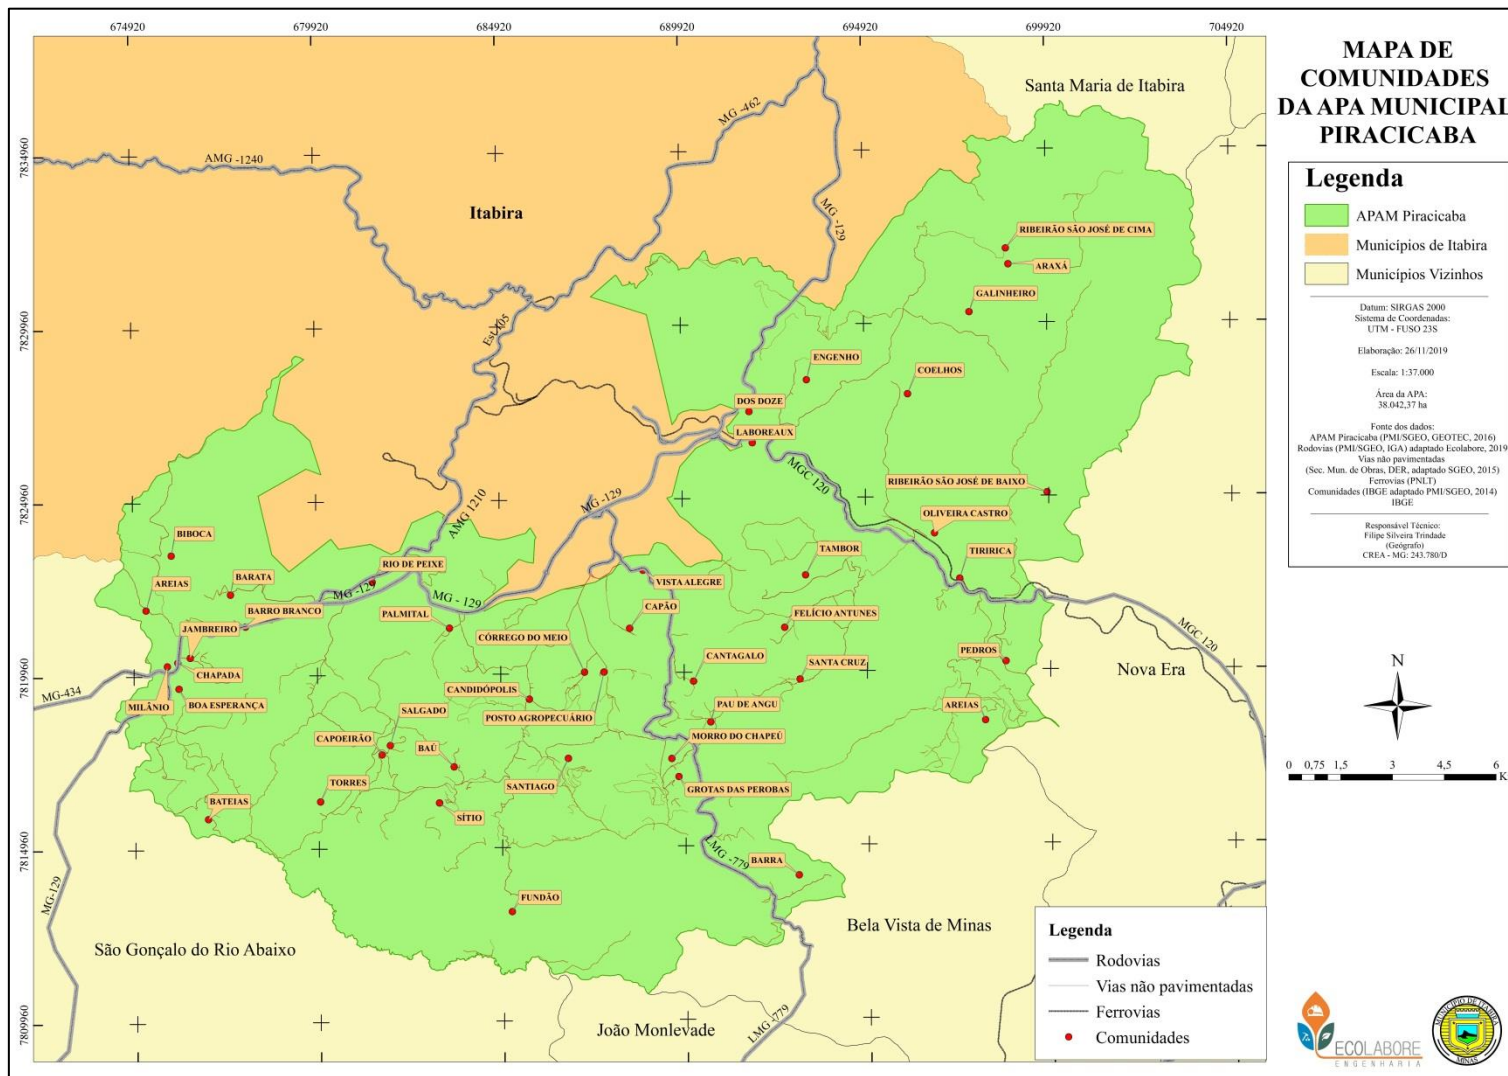 674920
679920
684920
689920
694920
699920
704920
7834960
7829960
7824960
7819960
7814960
7809960
Santa Maria de Itabira
MG -462
AMG -1240
Itabira
MG -129
RIBEIRÃO SÃO JOSÉ DE CIMA
ARAXÁ
GALINHEIRO
Est 105
ENGENHO
COELHOS
DOS DOZE
LABOREAUX
MGC 120
RIBEIRÃO SÃO JOSÉ DE BAIXO
MG -129
AMG 1210
OLIVEIRA CASTRO
BIBOCA
TAMBOR
TIRIRICA
RIO DE PEIXE
VISTA ALEGRE
AREIAS
BARATA
MG -129
MG - 129
BARRO BRANCO
PALMITAL
CAPÃO
FELÍCIO ANTUNES
MGC 120
JAMBREIRO
CÓRREGO DO MEIO
CHAPADA
CANTAGALO
SANTA CRUZ
PEDROS
Nova Era
MG-434
MILÂNIO
BOA ESPERANÇA
CANDIDÓPOLIS
SALGADO
POSTO AGROPECUÁRIO
PAU DE ANGU
AREIAS
CAPOEIRÃO
BAÚ
MORRO DO CHAPEÚ
TORRES
SANTIAGO
GROTAS DAS PEROBAS
BATEIAS
SÍTIO
LMG -779
BARRA
MG-129
FUNDÃO
Bela Vista de Minas
São Gonçalo do Rio Abaixo
João Monlevade
LMG -779
Legenda
Rodovias
Vias não pavimentadas
Ferrovias
Comunidades
MAPA DE
COMUNIDADES
DA APA MUNICIPAL
PIRACICABA
Legenda
APAM Piracicaba
Municípios de Itabira
Municípios Vizinhos
Datum: SIRGAS 2000
Sistema de Coordenadas:
UTM - FUSO 23S
Elaboração: 26/11/2019
Escala: 1:37.000
Área da APA:
38.042,37 ha
Fonte dos dados:
APAM Piracicaba (PMI/SGEO, GEOTEC, 2016)
Rodovias (PMI/SGEO, IGA) adaptado Ecolabore, 2019
Vias não pavimentadas
(Sec. Mun. de Obras, DER, adaptado SGEO, 2015)
Ferrovias (PNLT)
Comunidades (IBGE adaptado PMI/SGEO, 2014)
IBGE
Responsável Técnico:
Filipe Silveira Trindade
(Geógrafo)
CREA - MG: 243.780/D
N
0 0,75 1,5 3 4,5 6
K
ECOLABORE
ENGENHARIA
MUNICÍPIO DE ITABIRA
MINAS